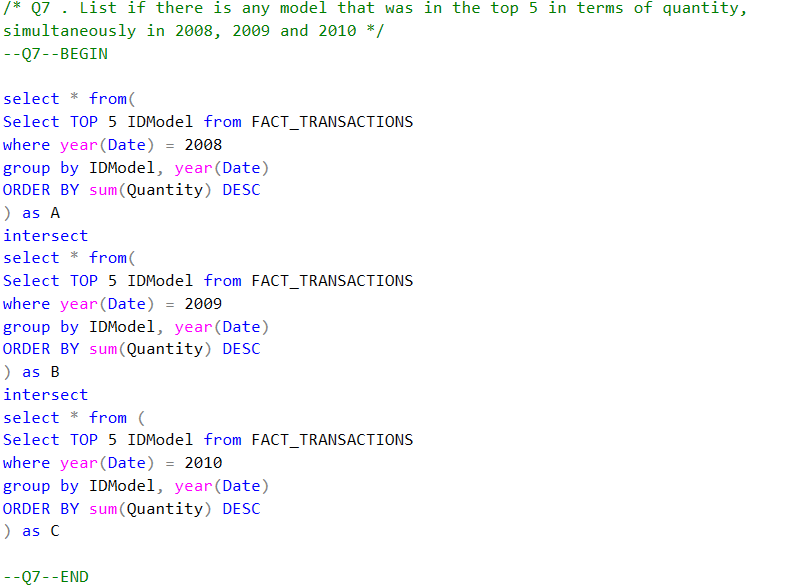 /* Q7 . List if there is any model that was in the top 5 in terms of quantity,
simultaneously in 2008, 2009 and 2010 */
--Q7--BEGIN
select * from(
Select TOP 5 IDModel from FACT_TRANSACTIONS
where year(Date) = 2008
group by IDModel, year(Date)
ORDER BY sum(Quantity) DESC
) as A
intersect
select * from(
Select TOP 5 IDModel from FACT_TRANSACTIONS
where year(Date) = 2009
group by IDModel, year(Date)
ORDER BY sum(Quantity) DESC
) as B
intersect
select * from (
Select TOP 5 IDModel from FACT_TRANSACTIONS
where year(Date) = 2010
group by IDModel, year(Date)
ORDER BY sum(Quantity) DESC
) as C
--Q7--END